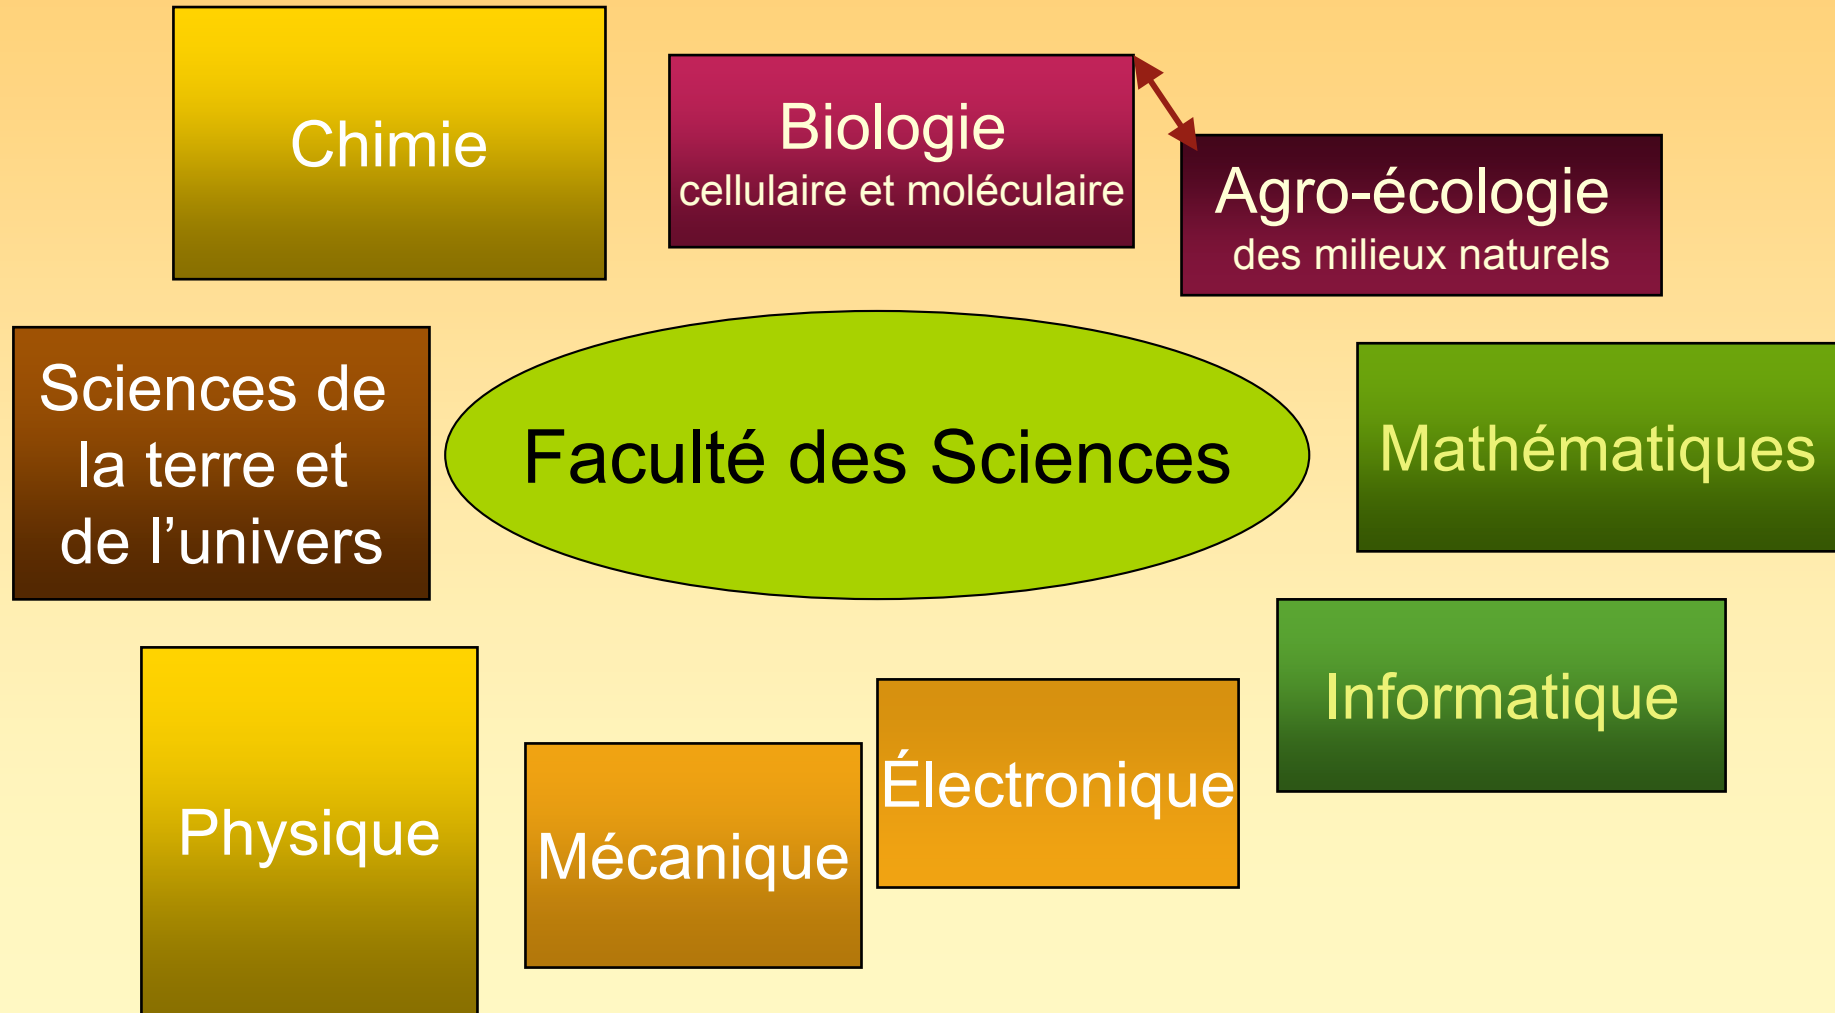 Chimie
Biologie
cellulaire et moléculaire
Agro-écologie
des milieux naturels
Sciences de
la terre et
de l’univers
Faculté des Sciences
Mathématiques
Informatique
Électronique
Mécanique
Physique